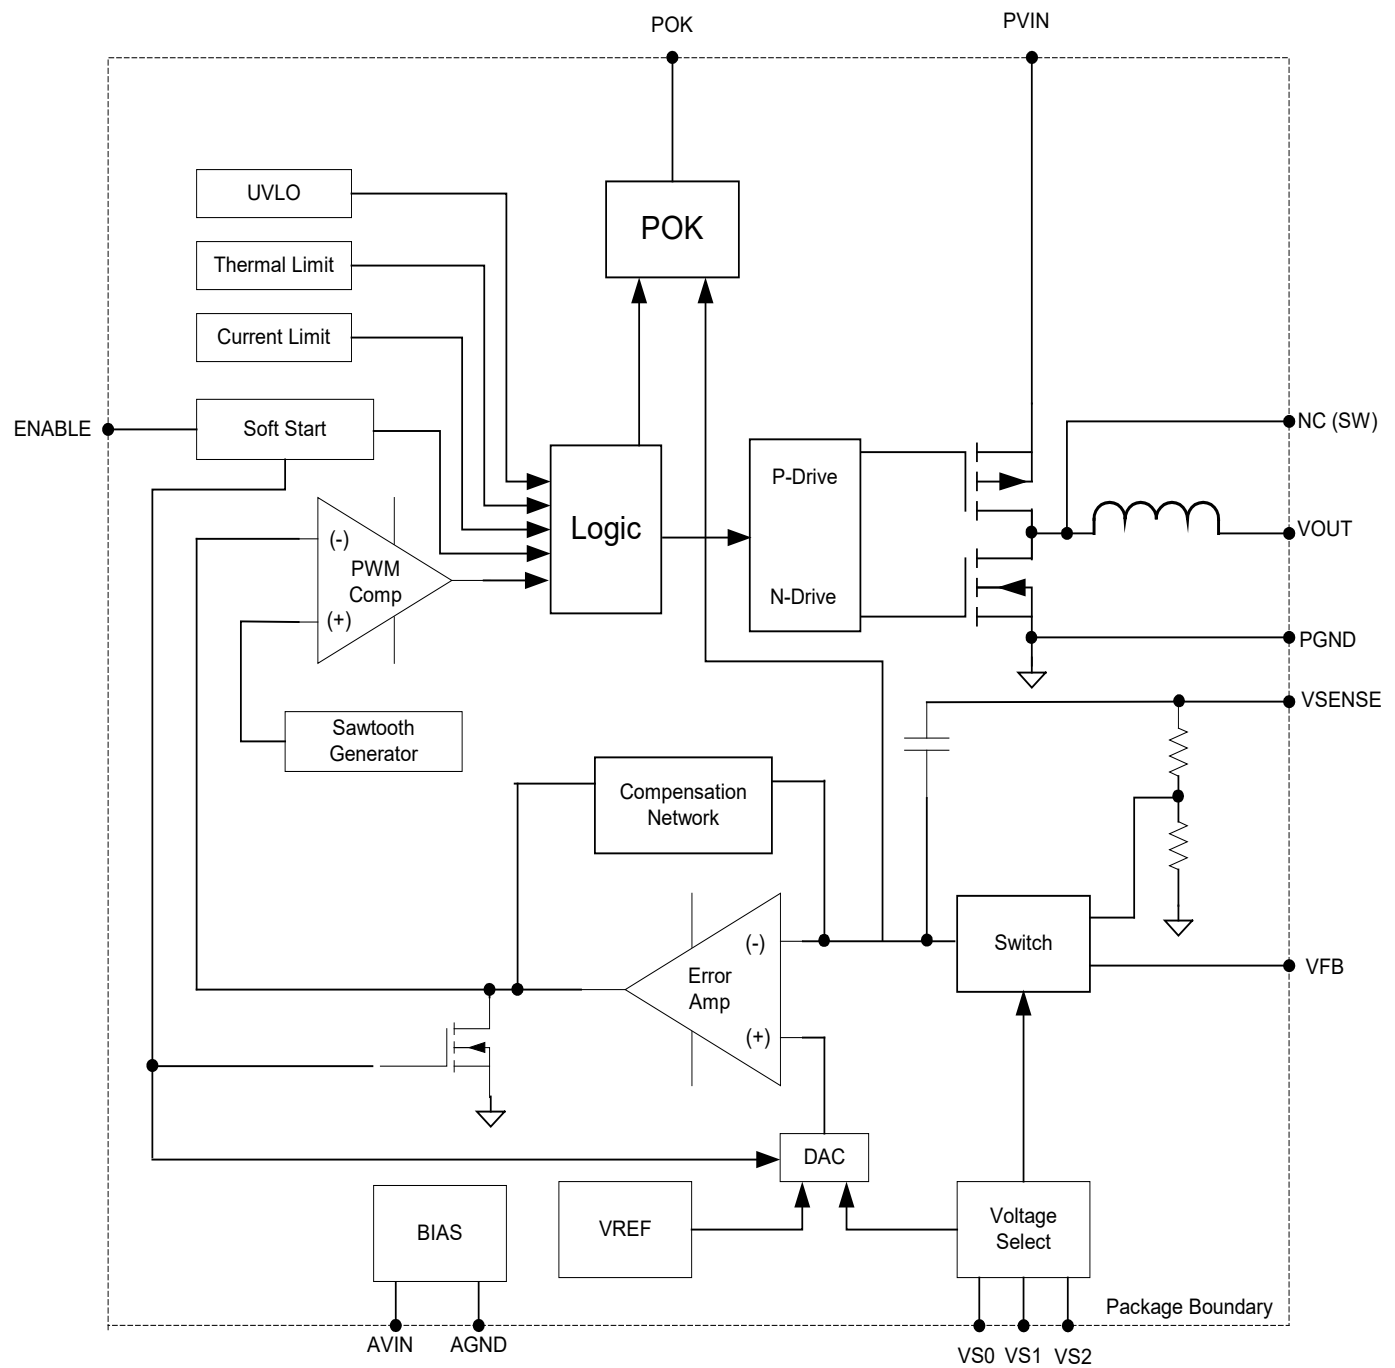 POK
PVIN
UVLO
POK
Thermal Limit
Current Limit
ENABLE
Soft Start
NC (SW)
P-Drive
Logic
VOUT
(-)
PWM
Comp
(+)
N-Drive
PGND
VSENSE
Sawtooth
Generator
Compensation
Network
(-)
Switch
Error
Amp
VFB
(+)
DAC
BIAS
VREF
Voltage
Select
Package Boundary
AVIN
AGND
VS0
VS1
VS2